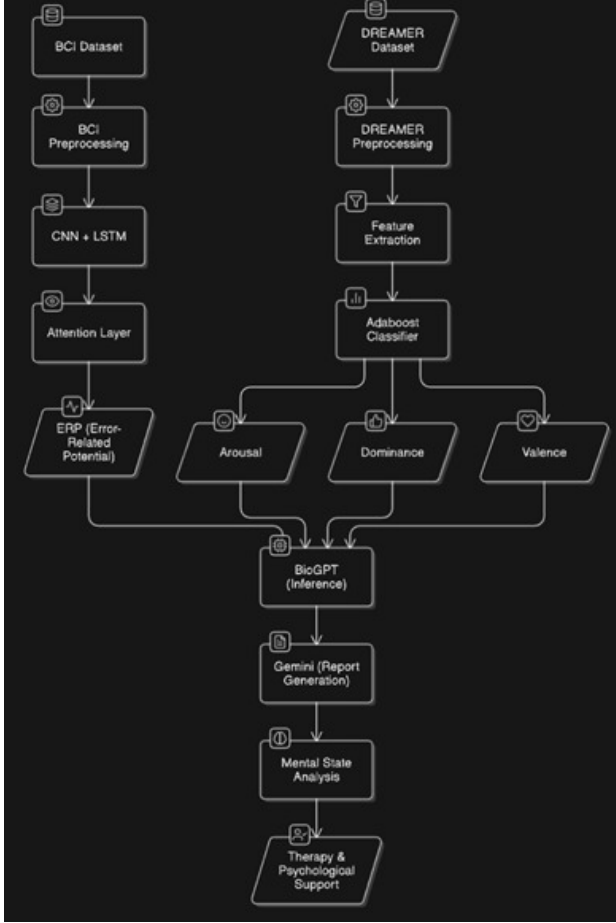 BCI Dataset
DREAMER
Dataset
BCI
Preprocessing
DREAMER
Preprocessing
CNN + LSTM
Feature
Extraction
Attention Layer
Adaboost
Classifier
ERP (Error-
Related
Potential)
Arousal
Dominance
Valence
BioGPT
(Inference)
Gemini (Report
Generation)
Mental State
Analysis
Therapy &
Psychological
Support